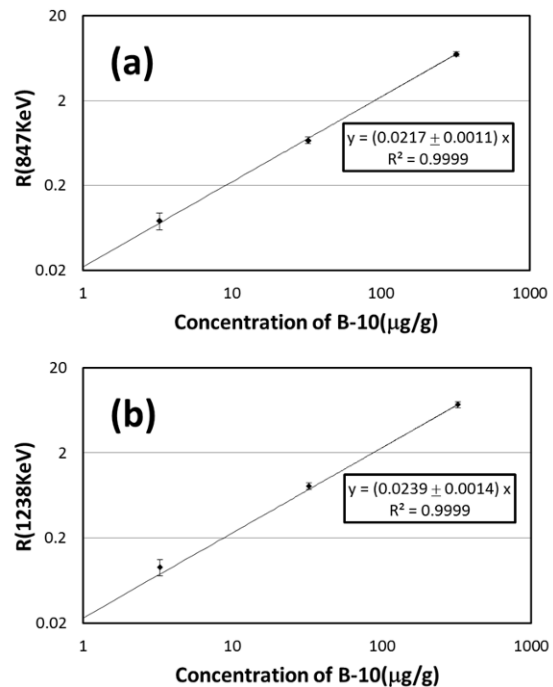 20
(a)
2
R(847KeV)
y = (0.0217 ± 0.0011) x
R² = 0.9999
0.2
0.02
1 10 100 1000
Concentration of B-10(μg/g)
20
(b)
2
R(1238KeV)
y = (0.0239 ± 0.0014) x
R² = 0.9999
0.2
0.02
1 10 100 1000
Concentration of B-10(μg/g)